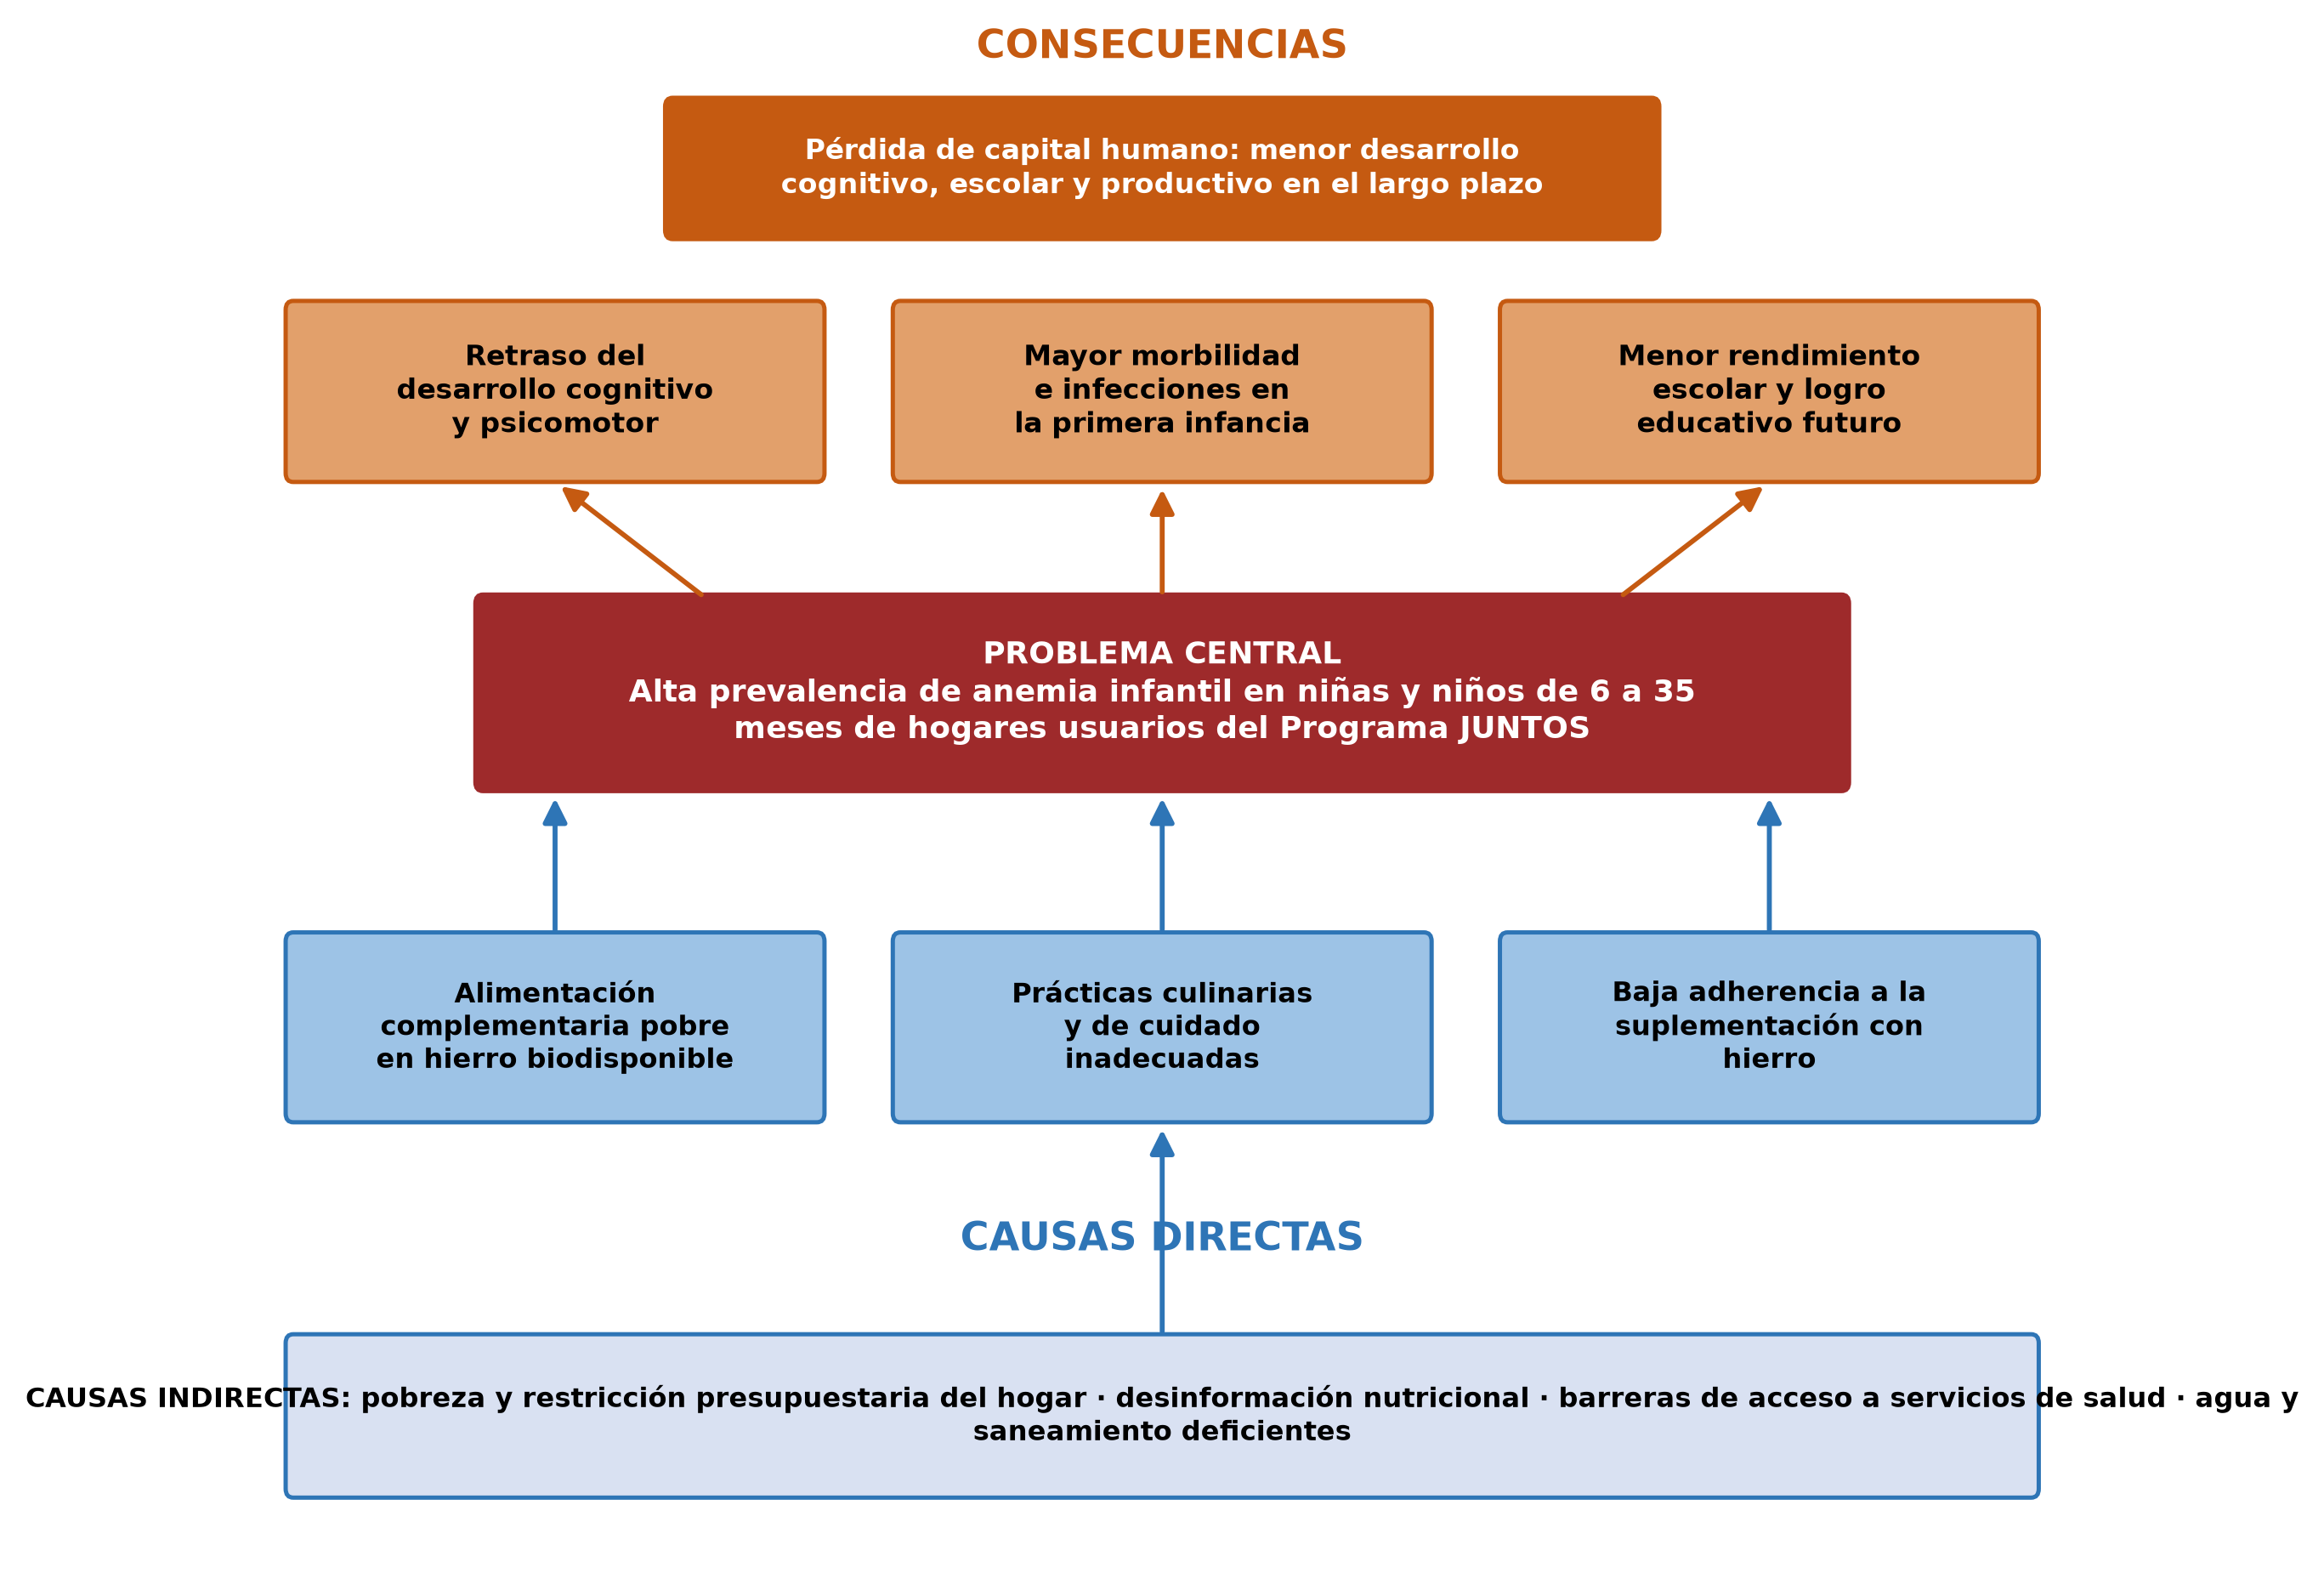 CONSECUENCIAS
Pérdida de capital humano: menor desarrollo
cognitivo, escolar y productivo en el largo plazo
Retraso del
desarrollo cognitivo
y psicomotor
Mayor morbilidad
e infecciones en
la primera infancia
Menor rendimiento
escolar y logro
educativo futuro
PROBLEMA CENTRAL
Alta prevalencia de anemia infantil en niñas y niños de 6 a 35
meses de hogares usuarios del Programa JUNTOS
Alimentación
complementaria pobre
en hierro biodisponible
Prácticas culinarias
y de cuidado
inadecuadas
Baja adherencia a la
suplementación con
hierro
CAUSAS DIRECTAS
CAUSAS INDIRECTAS: pobreza y restricción presupuestaria del hogar · desinformación nutricional · barreras de acceso a servicios de salud · agua y
saneamiento deficientes